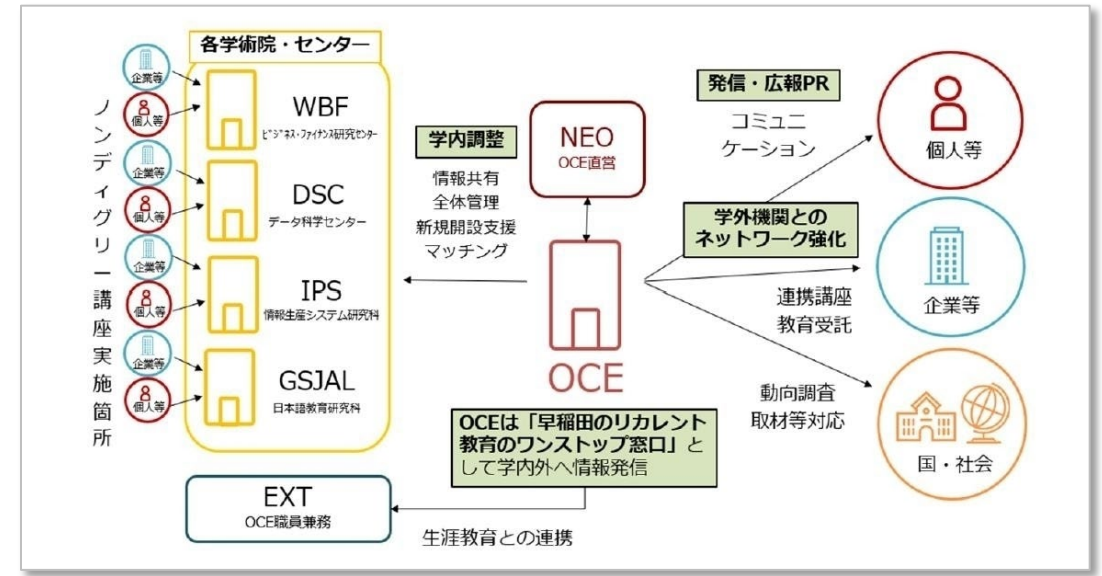 ノンディグリー講座実施箇所
各学術院・センター
企業等
個人等
WBF
ビジネス・ファイナンス研究センター
企業等
個人等
DSC
データ科学センター
企業等
個人等
IPS
情報生産システム研究科
企業等
個人等
GSJAL
日本語教育研究科
EXT
OCE職員兼務
学内調整
情報共有
全体管理
新規開設支援
マッチング
NEO
OCE直営
OCE
OCEは「早稲田のリカレント
教育のワンストップ窓口」と
して学内外へ情報発信
生涯教育との連携
発信・広報PR
コミュニ
ケーション
学外機関との
ネットワーク強化
連携講座
教育受託
動向調査
取材等対応
個人等
企業等
国・社会